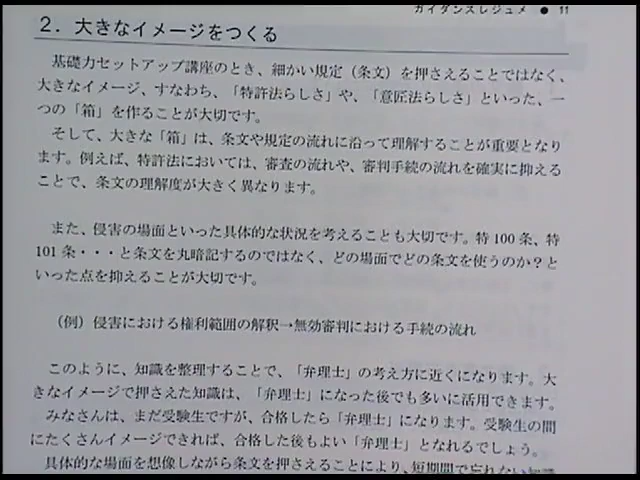 ガイダンスレジュメ ● 11
2．大きなイメージをつくる
基礎力セットアップ講座のとき、細かい規定（条文）を押さえることではなく、
大きなイメージ、すなわち、「特許法らしさ」や、「意匠法らしさ」といった、一
つの「箱」を作ることが大切です。
そして、大きな「箱」は、条文や規定の流れに沿って理解することが重要となり
ます。例えば、特許法においては、審査の流れや、審判手続の流れを確実に抑える
ことで、条文の理解度が大きく異なります。
また、侵害の場面といった具体的な状況を考えることも大切です。特 100 条、特
101 条・・・と条文を丸暗記するのではなく、どの場面でどの条文を使うのか？と
いった点を抑えることが大切です。
（例）侵害における権利範囲の解釈→無効審判における手続の流れ
このように、知識を整理することで、「弁理士」の考え方に近くになります。大
きなイメージで押さえた知識は、「弁理士」になった後でも多いに活用できます。
みなさんは、まだ受験生ですが、合格したら「弁理士」になります。受験生の間
にたくさんイメージできれば、合格した後もよい「弁理士」となれるでしょう。
具体的な場面を想像しながら条文を押さえることにより、短期間で忘れない知識